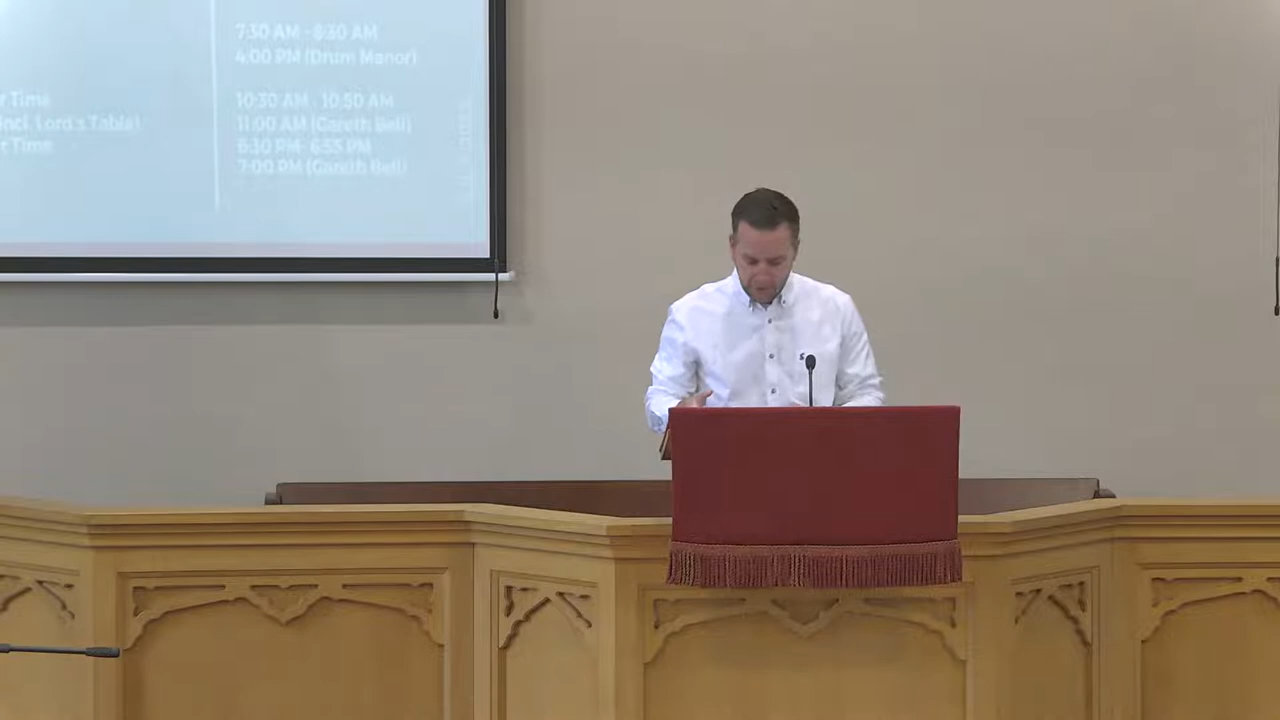 7:30 AM - 8:30 AM
4:00 PM (Drum Manor)
r Time 10:30 AM - 10:50 AM
incl. Lord's Table) 11:00 AM (Gareth Bell)
r Time 6:30 PM - 6:55 PM
7:00 PM (Gareth Bell)